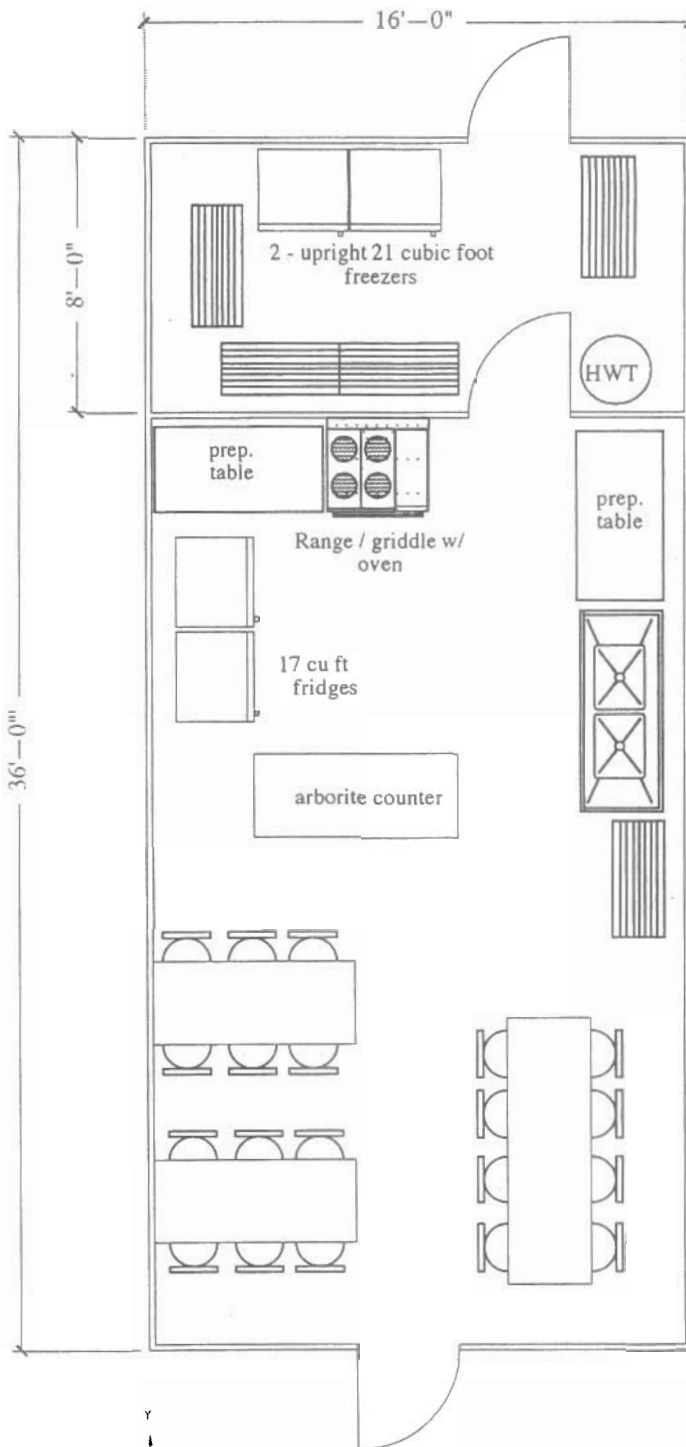 16'—0"
8'—0"
36'—0'"
2 - upright 21 cubic foot
freezers
HWT
prep.
table
Range / griddle w/
oven
prep.
table
17 cu ft
fridges
arborite counter
Y